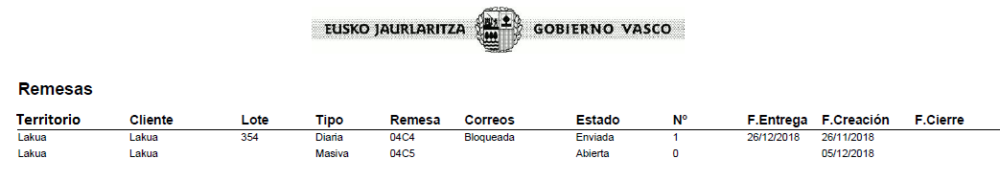 EUSKO JAURLARITZA GOBIERNO VASCO
Remesas
Territorio Cliente Lote Tipo Remesa Correos Estado Nº F.Entrega F.Creación F.Cierre
Lakua Lakua 354 Diaria 04C4 Bloqueada Enviada 1 26/12/2018 26/11/2018
Lakua Lakua Masiva 04C5 Abierta 0 05/12/2018